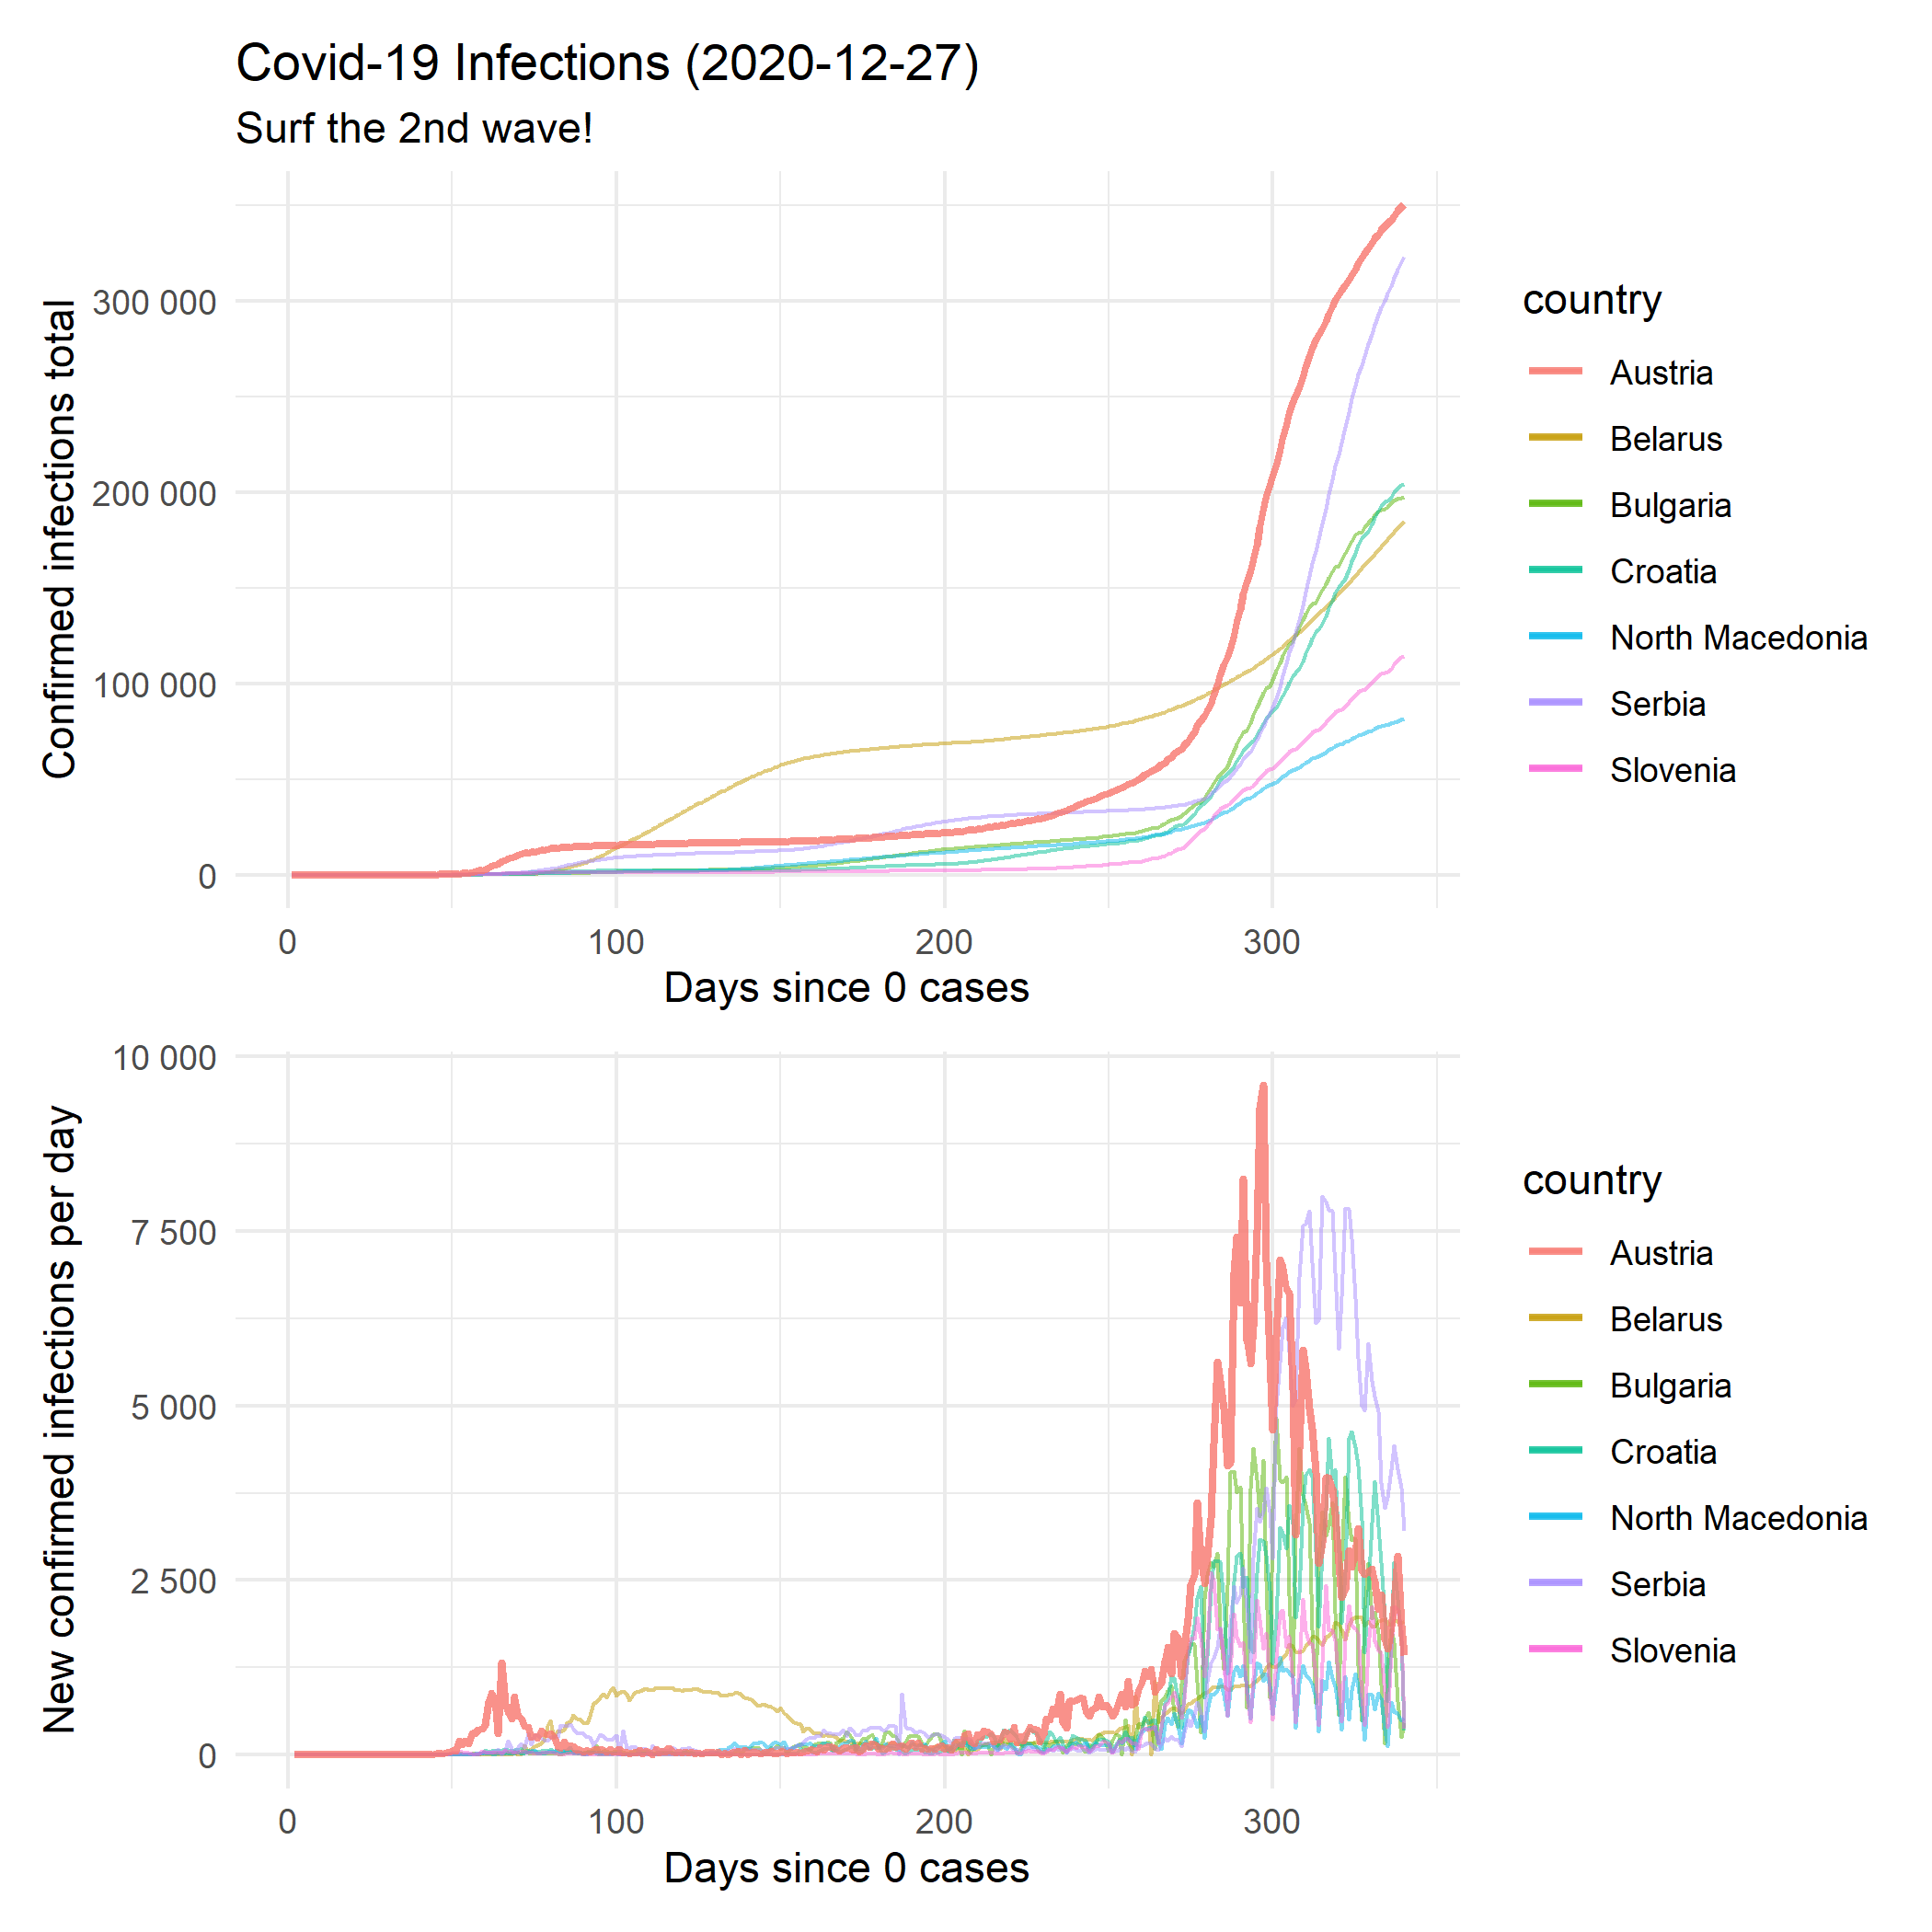 Covid-19 Infections (2020-12-27)
Surf the 2nd wave!
Confirmed infections total
300 000
200 000
100 000
0
0 100 200 300
Days since 0 cases
country
Austria
Belarus
Bulgaria
Croatia
North Macedonia
Serbia
Slovenia
New confirmed infections per day
10 000
7 500
5 000
2 500
0
0 100 200 300
Days since 0 cases
country
Austria
Belarus
Bulgaria
Croatia
North Macedonia
Serbia
Slovenia